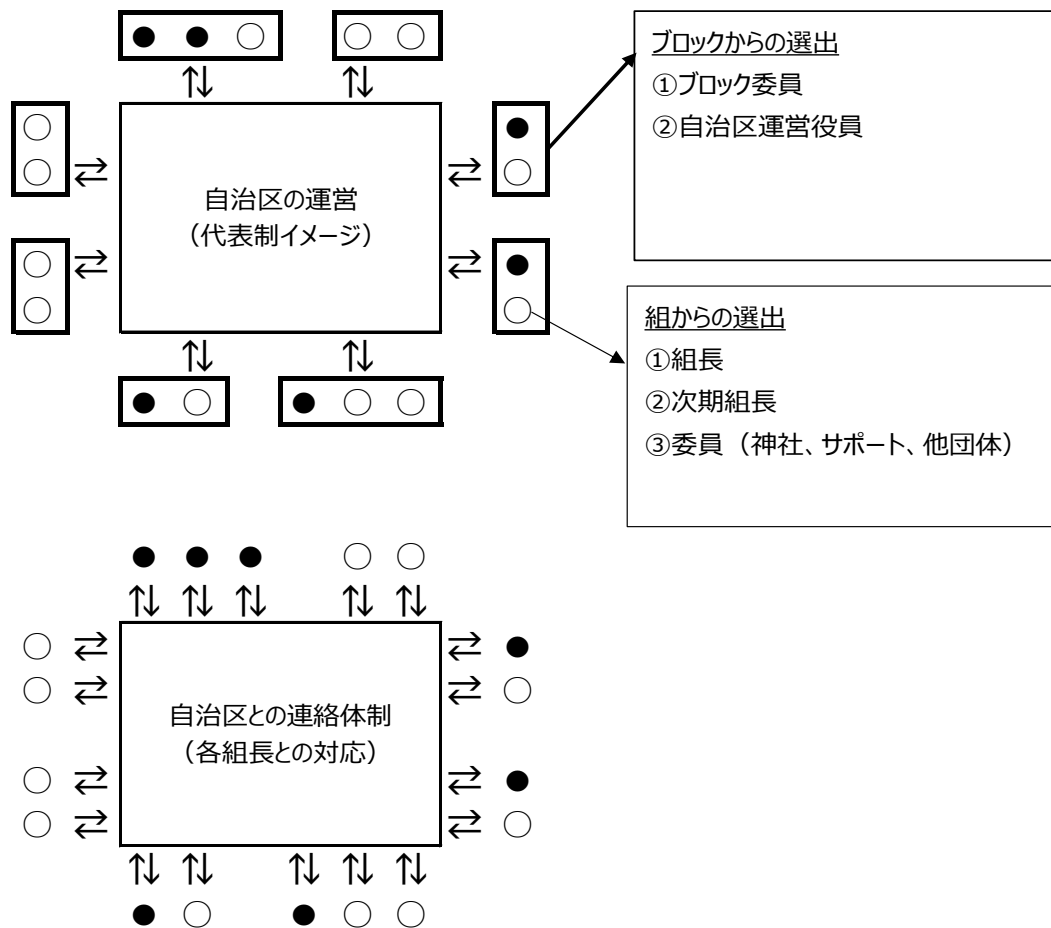 ブロックからの選出
①ブロック委員
②自治区運営役員
自治区の運営
（代表制イメージ）
組からの選出
①組長
②次期組長
③委員（神社、サポート、他団体）
自治区との連絡体制
（各組長との対応）